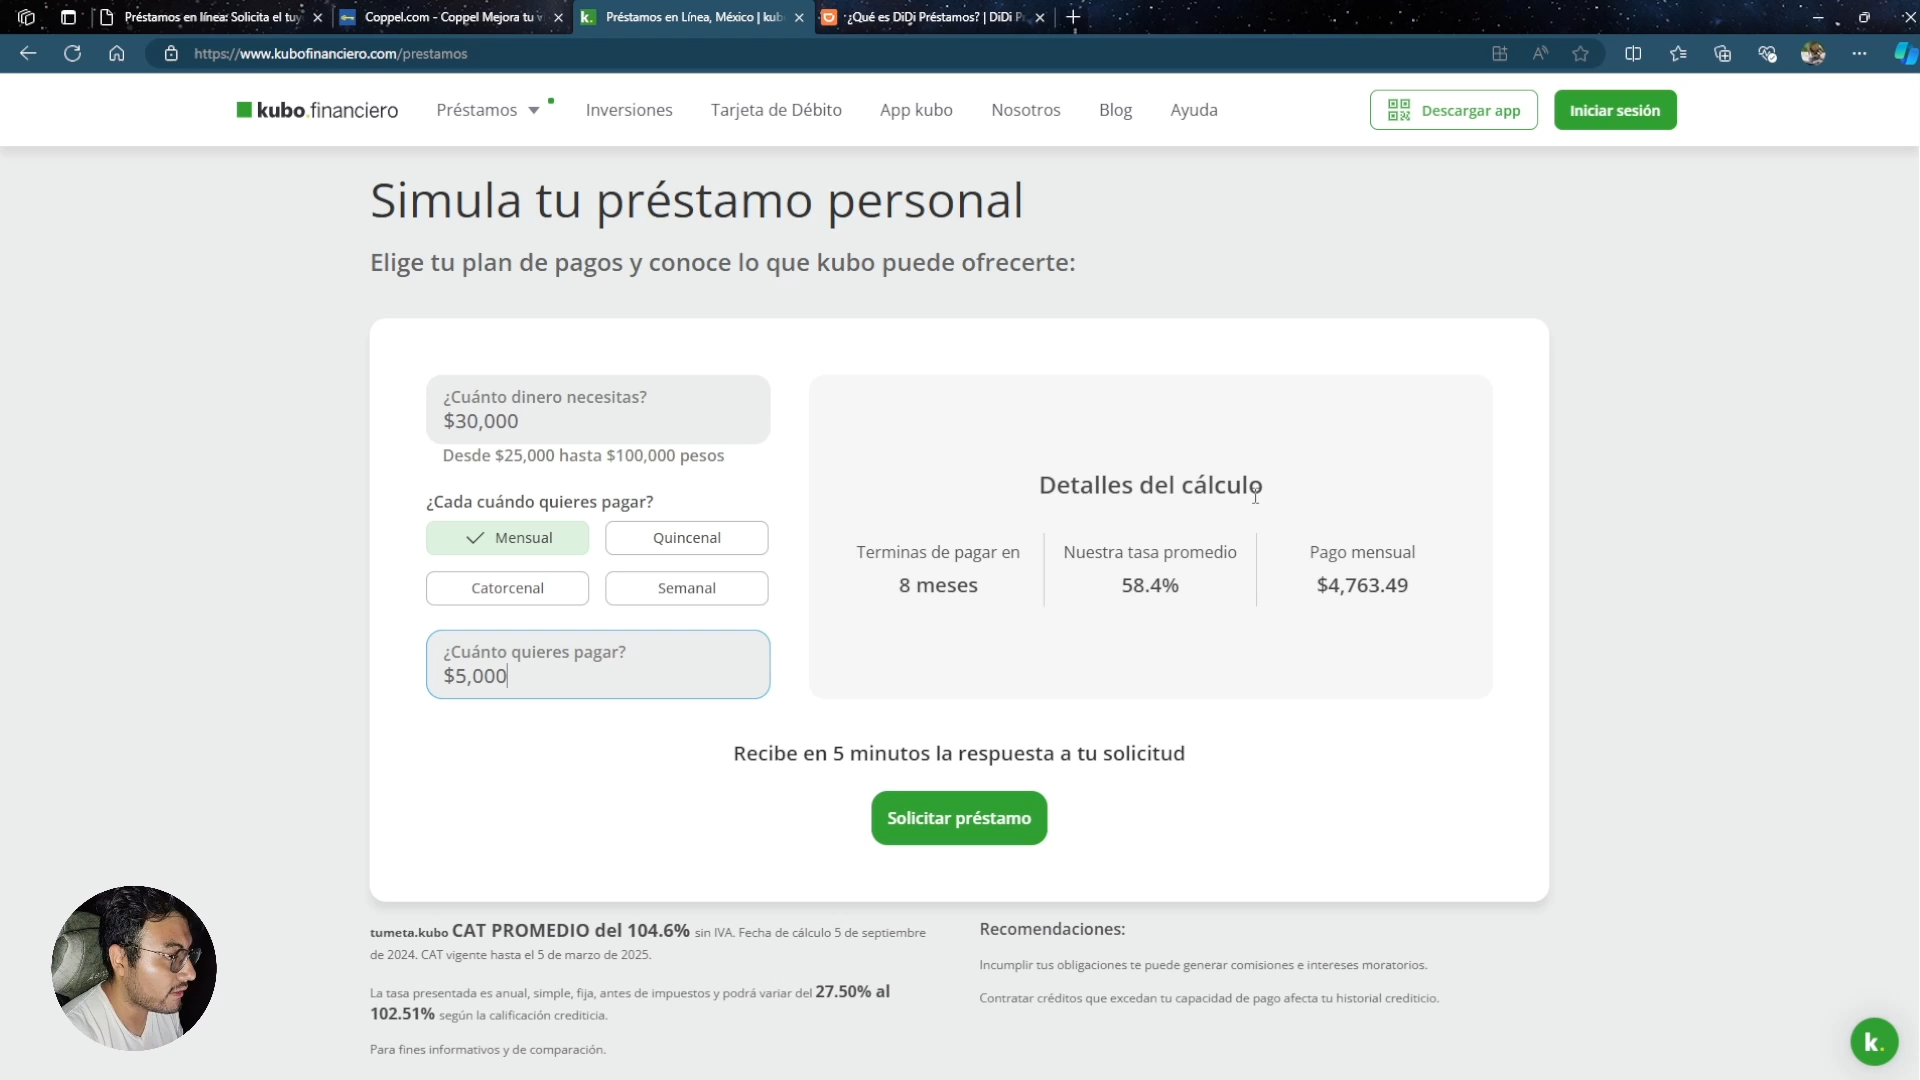 Préstamos en línea: Solicita el tuy
Coppel.com - Coppel Mejora tu v
Préstamos en Línea, México | kub
¿Qué es DiDi Préstamos? | DiDi P
https://www.kubofinanciero.com/prestamos
kubo.financiero
Préstamos
Inversiones
Tarjeta de Débito
App kubo
Nosotros
Blog
Ayuda
Descargar app
Iniciar sesión
Simula tu préstamo personal
Elige tu plan de pagos y conoce lo que kubo puede ofrecerte:
¿Cuánto dinero necesitas?
$30,000
Desde $25,000 hasta $100,000 pesos
¿Cada cuándo quieres pagar?
Mensual
Quincenal
Catorcenal
Semanal
¿Cuánto quieres pagar?
$5,000
Detalles del cálculo
Terminas de pagar en
8 meses
Nuestra tasa promedio
58.4%
Pago mensual
$4,763.49
Recibe en 5 minutos la respuesta a tu solicitud
Solicitar préstamo
tumeta.kubo CAT PROMEDIO del 104.6% sin IVA. Fecha de cálculo 5 de septiembre
de 2024. CAT vigente hasta el 5 de marzo de 2025.
La tasa presentada es anual, simple, fija, antes de impuestos y podrá variar del 27.50% al
102.51% según la calificación crediticia.
Para fines informativos y de comparación.
Recomendaciones:
Incumplir tus obligaciones te puede generar comisiones e intereses moratorios.
Contratar créditos que excedan tu capacidad de pago afecta tu historial crediticio.
k.